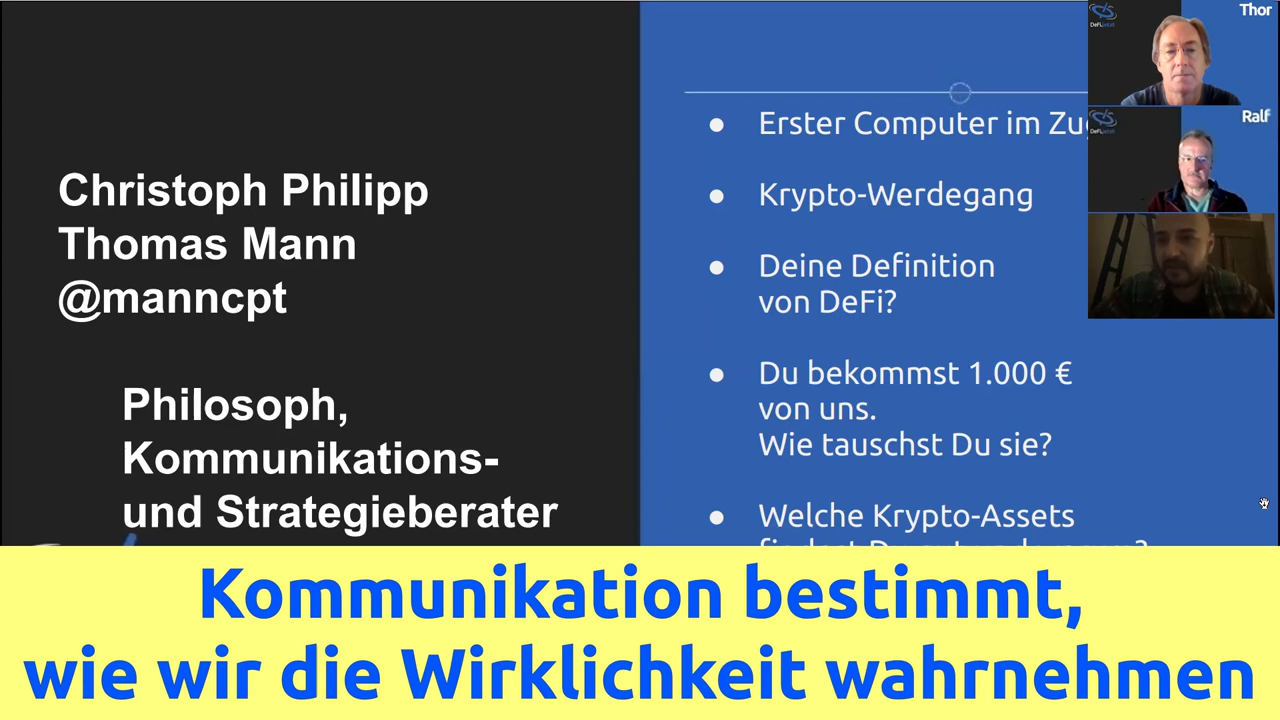 Christoph Philipp
Thomas Mann
@manncpt
Philosoph,
Kommunikations-
und Strategieberater
Erster Computer im
Krypto-Werdegang
Deine Definition
von DeFi?
Du bekommst 1.000 €
von uns.
Wie tauschst Du sie?
Welche Krypto-Assets
Thor
Ralf
Kommunikation bestimmt,
wie wir die Wirklichkeit wahrnehmen